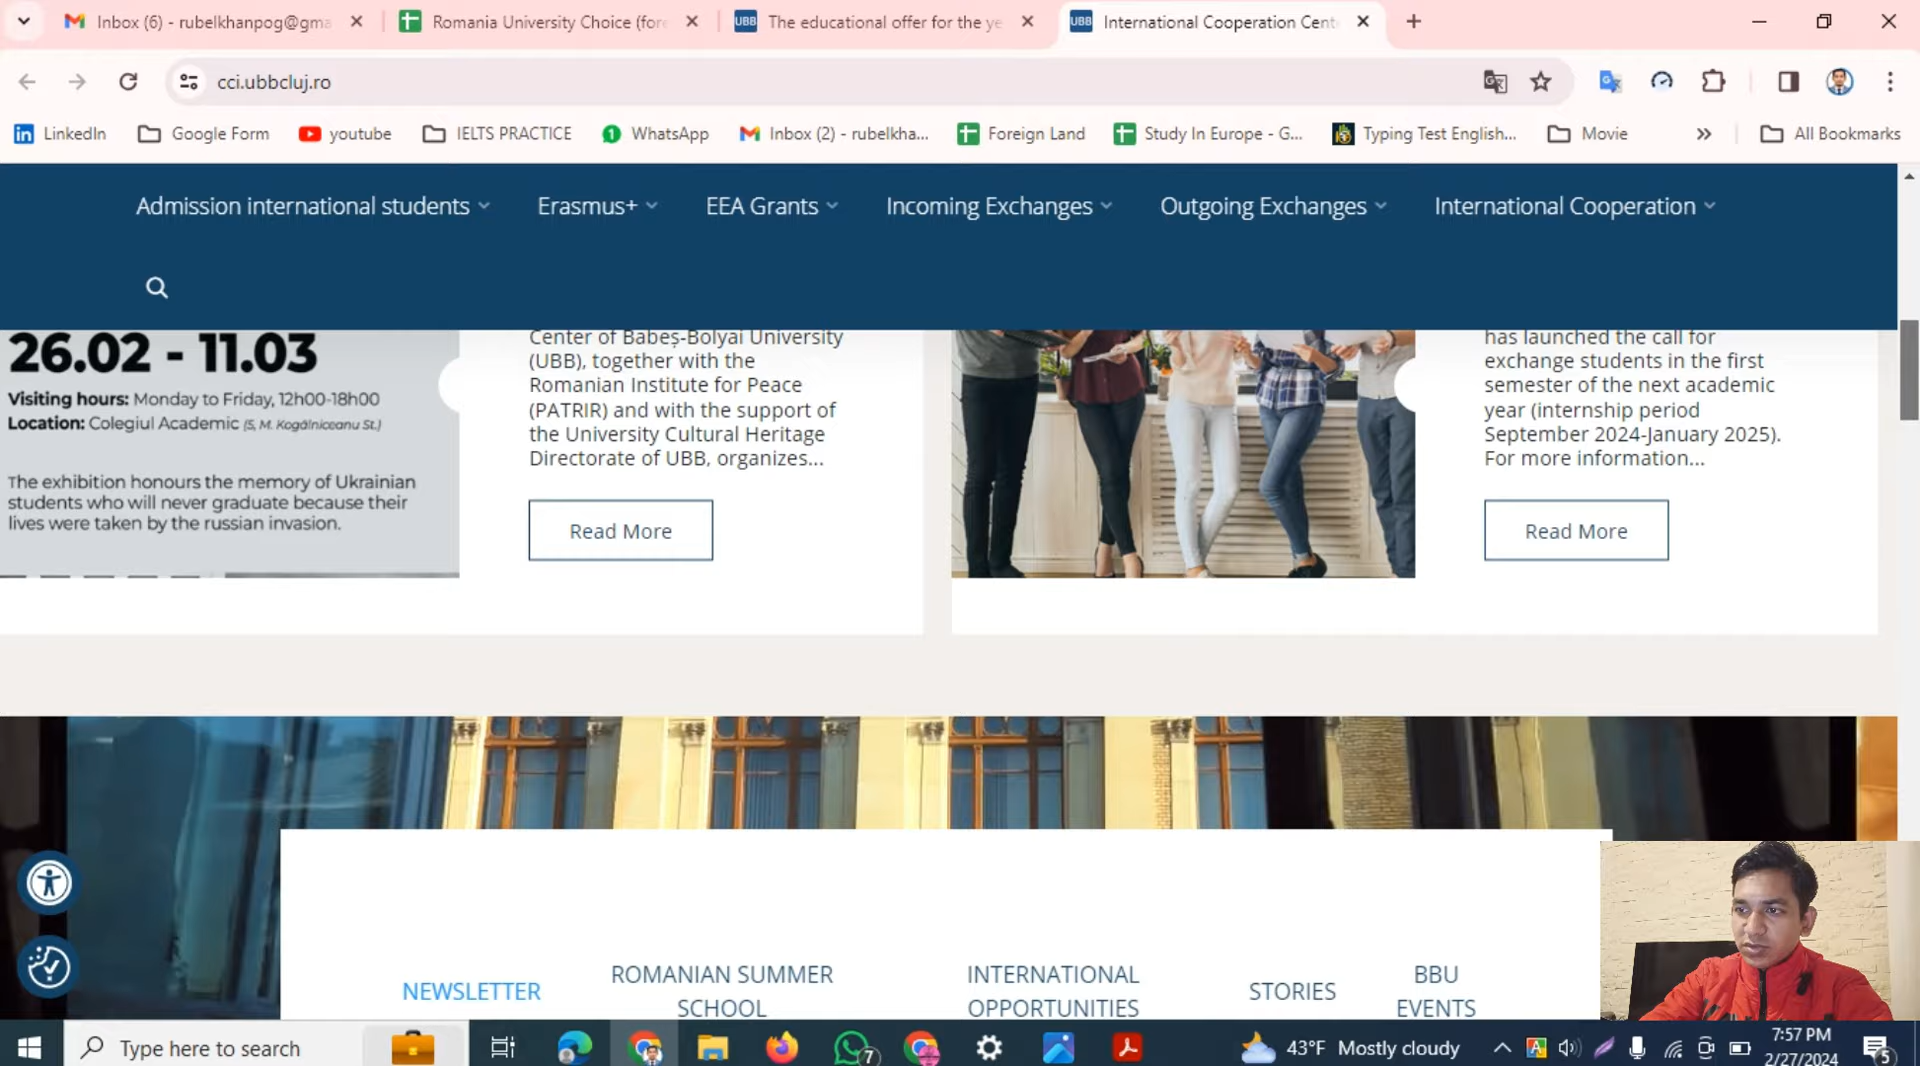 Inbox (6) - rubelkhanpog@gma
Romania University Choice (fore
UBB
The educational offer for the ye
UBB
International Cooperation Cent
cci.ubbcluj.ro
in LinkedIn
Google Form
youtube
IELTS PRACTICE
1 WhatsApp
Inbox (2) - rubelkha...
Foreign Land
Study In Europe - G...
Typing Test English...
Movie
All Bookmarks
Admission international students
Erasmus+
EEA Grants
Incoming Exchanges
Outgoing Exchanges
International Cooperation
26.02 - 11.03
Visiting hours: Monday to Friday, 12h00-18h00
Location: Colegiul Academic (5, M. Kogălniceanu St.)
The exhibition honours the memory of Ukrainian
students who will never graduate because their
lives were taken by the russian invasion.
Center of Babeș-Bolyai University
(UBB), together with the
Romanian Institute for Peace
(PATRIR) and with the support of
the University Cultural Heritage
Directorate of UBB, organizes...
Read More
has launched the call for
exchange students in the first
semester of the next academic
year (internship period
September 2024-January 2025).
For more information...
Read More
NEWSLETTER
ROMANIAN SUMMER
SCHOOL
INTERNATIONAL
OPPORTUNITIES
STORIES
BBU
EVENTS
Type here to search
7
43°F Mostly cloudy
A
7:57 PM
2/27/2024
5